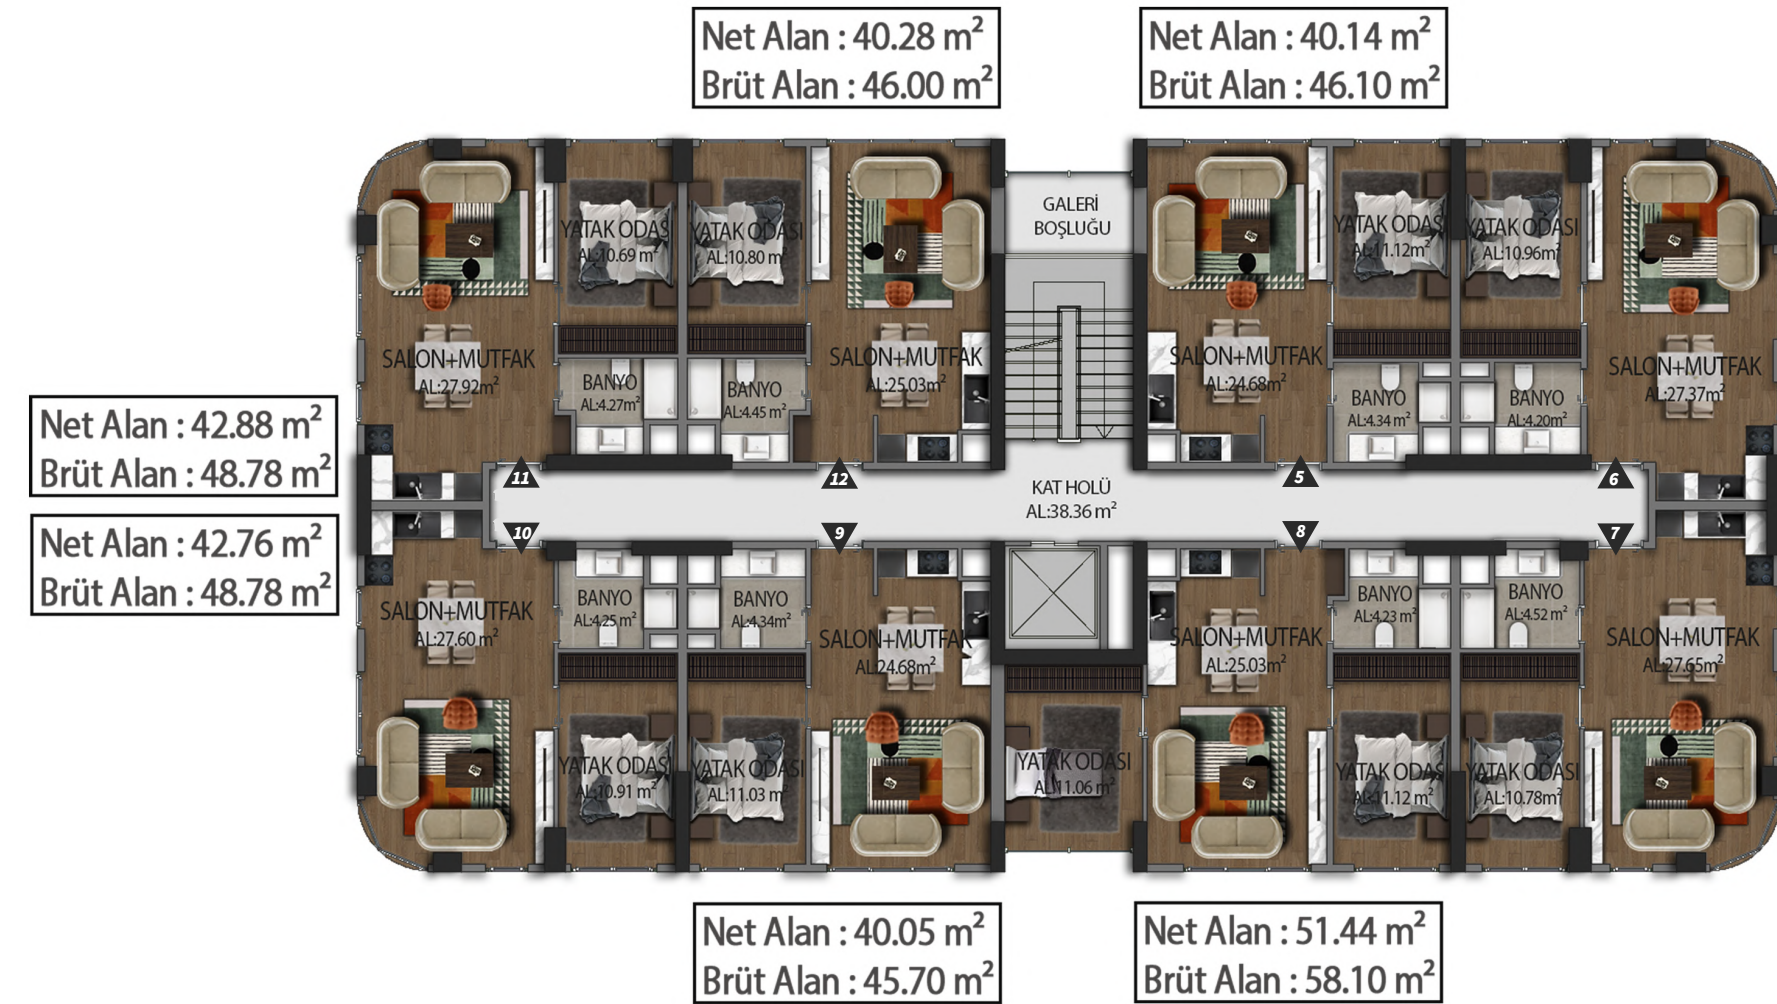 Net Alan : 40.28 m²
Brüt Alan : 46.00 m²
Net Alan : 40.14 m²
Brüt Alan : 46.10 m²
GALERİ
BOŞLUĞU
YATAK ODASI
AL:10.69 m²
YATAK ODASI
AL:10.80 m²
YATAK ODASI
AL:11.12m²
YATAK ODASI
AL:10.96m²
SALON+MUTFAK
AL:27.92m²
BANYO
AL:4.27m²
BANYO
AL:4.45 m²
SALON+MUTFAK
AL:25.03m²
SALON+MUTFAK
AL:24.68m²
BANYO
AL:4.34 m²
BANYO
AL:4.20m²
SALON+MUTFAK
AL:27.37m²
Net Alan : 42.88 m²
Brüt Alan : 48.78 m²
11
12
5
6
KAT HOLÜ
AL:38.36 m²
10
9
8
7
Net Alan : 42.76 m²
Brüt Alan : 48.78 m²
SALON+MUTFAK
AL:27.60 m²
BANYO
AL:4.25 m²
BANYO
AL:4.34m²
SALON+MUTFAK
AL:24.68m²
SALON+MUTFAK
AL:25.03m²
BANYO
AL:4.23 m²
BANYO
AL:4.52 m²
SALON+MUTFAK
AL:27.65m²
YATAK ODASI
AL:10.91 m²
YATAK ODASI
AL:11.03 m²
YATAK ODASI
AL:11.06 m²
YATAK ODASI
AL:11.12 m²
YATAK ODASI
AL:10.78m²
Net Alan : 40.05 m²
Brüt Alan : 45.70 m²
Net Alan : 51.44 m²
Brüt Alan : 58.10 m²